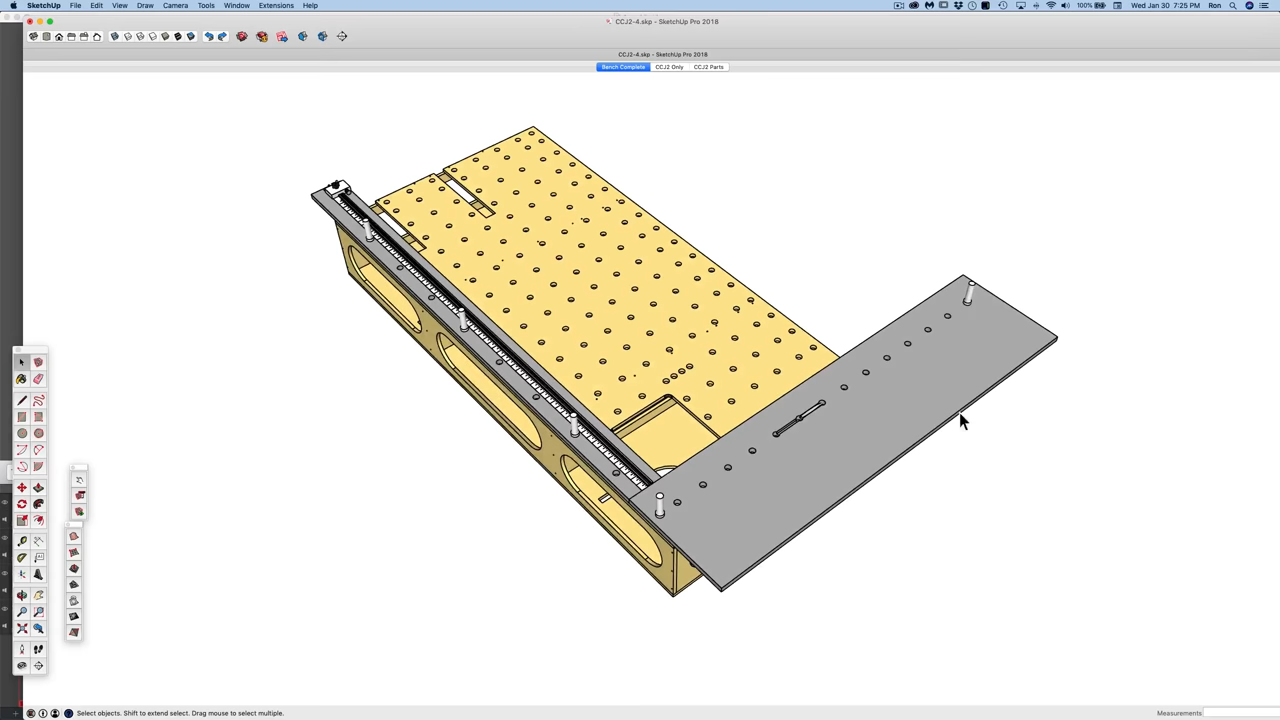 SketchUp File Edit View Draw Camera Tools Window Extensions Help
100% Wed Jan 30 7:25 PM Ron
CCJ2-4.skp - SketchUp Pro 2018
CCJ2-4.skp - SketchUp Pro 2018
Bench Complete CCJ2 Only CCJ2 Parts
Select objects. Shift to extend select. Drag mouse to select multiple.
Measurements